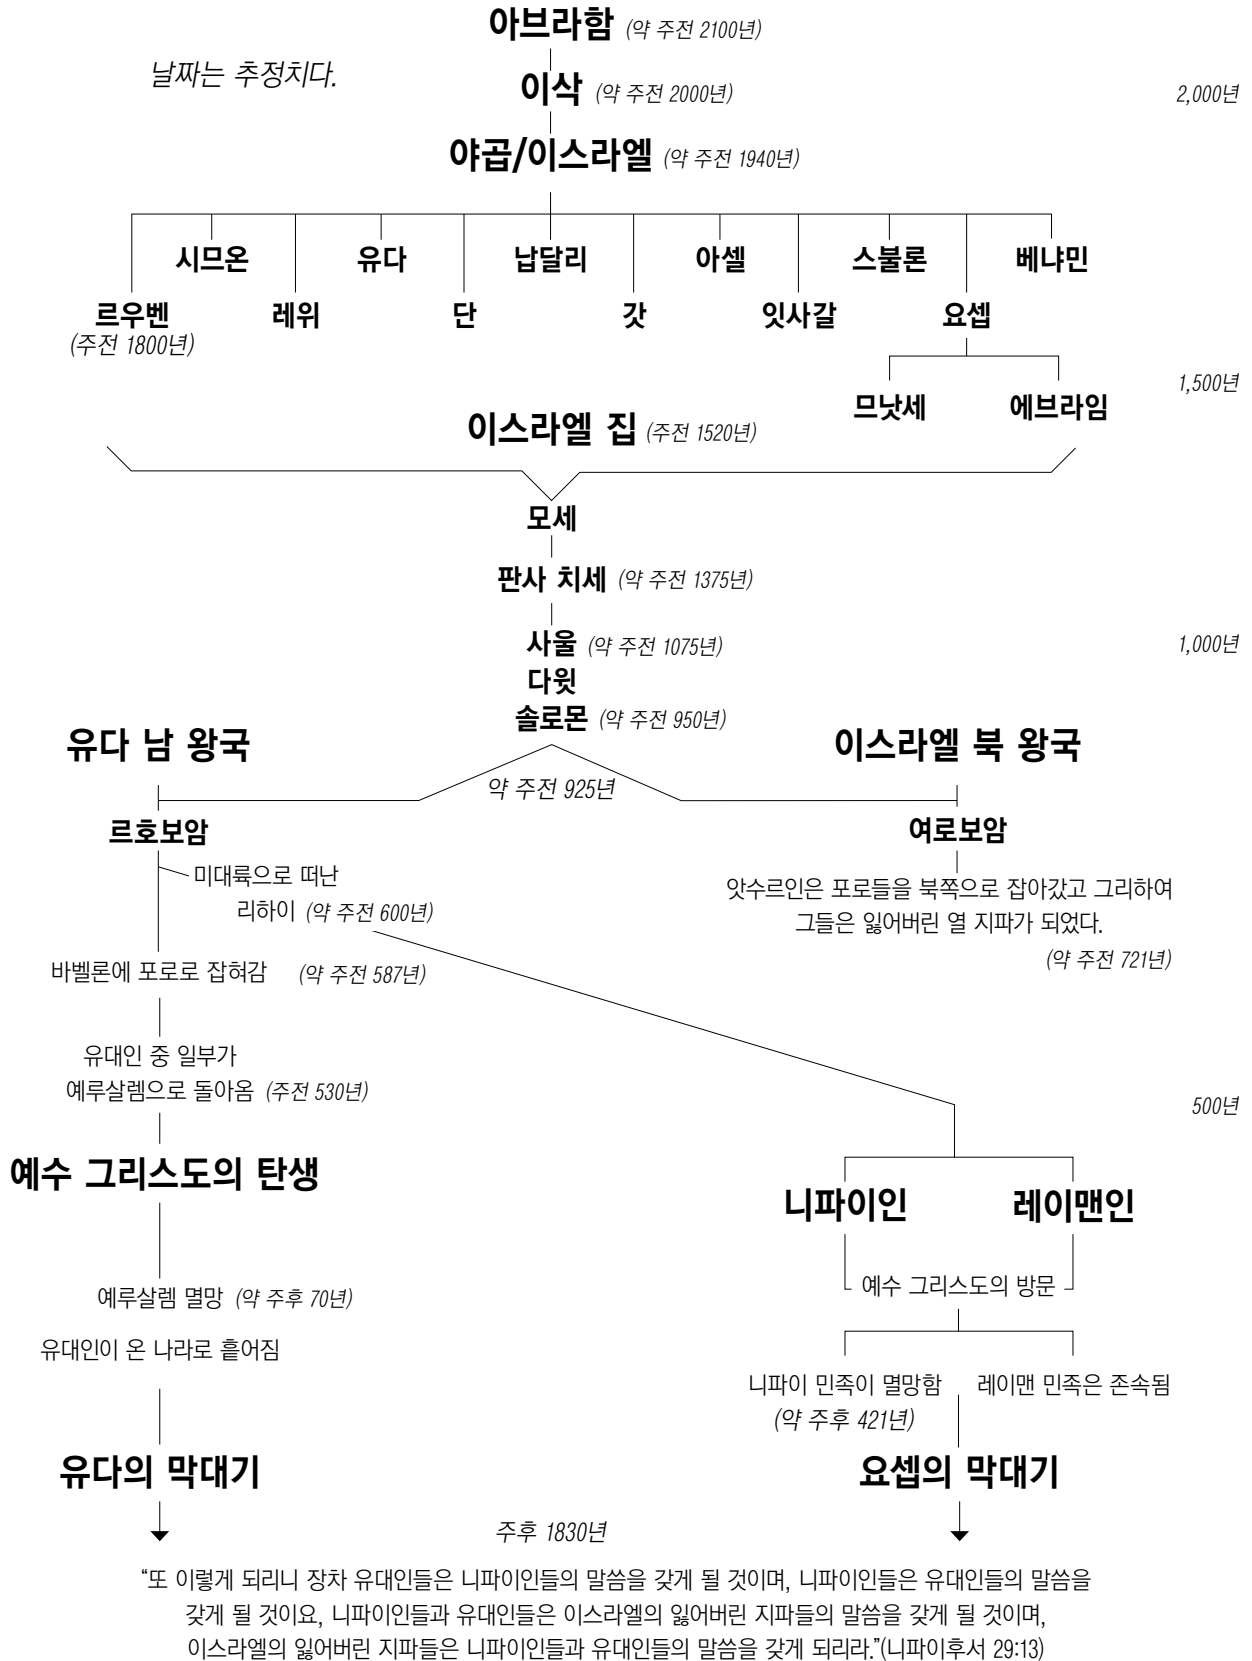 아브라함 (약 주전 2100년)
날짜는 추정치다.
이삭 (약 주전 2000년)
2,000년
야곱/이스라엘 (약 주전 1940년)
시므온 유다 납달리 아셀 스불론 베냐민
르우벤 레위 단 갓 잇사갈 요셉
(주전 1800년)
1,500년
므낫세 에브라임
이스라엘 집 (주전 1520년)
모세
판사 치세 (약 주전 1375년)
사울 (약 주전 1075년)
1,000년
다윗
솔로몬 (약 주전 950년)
유다 남 왕국 이스라엘 북 왕국
약 주전 925년
르호보암 여로보암
미대륙으로 떠난
리하이 (약 주전 600년)
앗수르인은 포로들을 북쪽으로 잡아갔고 그리하여
그들은 잃어버린 열 지파가 되었다.
(약 주전 721년)
바벨론에 포로로 잡혀감 (약 주전 587년)
유대인 중 일부가
예루살렘으로 돌아옴 (주전 530년)
500년
예수 그리스도의 탄생
니파이인 레이맨인
예수 그리스도의 방문
예루살렘 멸망 (약 주후 70년)
유대인이 온 나라로 흩어짐
니파이 민족이 멸망함 레이맨 민족은 존속됨
(약 주후 421년)
유다의 막대기 요셉의 막대기
주후 1830년
“또 이렇게 되리니 장차 유대인들은 니파이인들의 말씀을 갖게 될 것이며, 니파이인들은 유대인들의 말씀을
갖게 될 것이요, 니파이인들과 유대인들은 이스라엘의 잃어버린 지파들의 말씀을 갖게 될 것이며,
이스라엘의 잃어버린 지파들은 니파이인들과 유대인들의 말씀을 갖게 되리라.”(니파이후서 29:13)